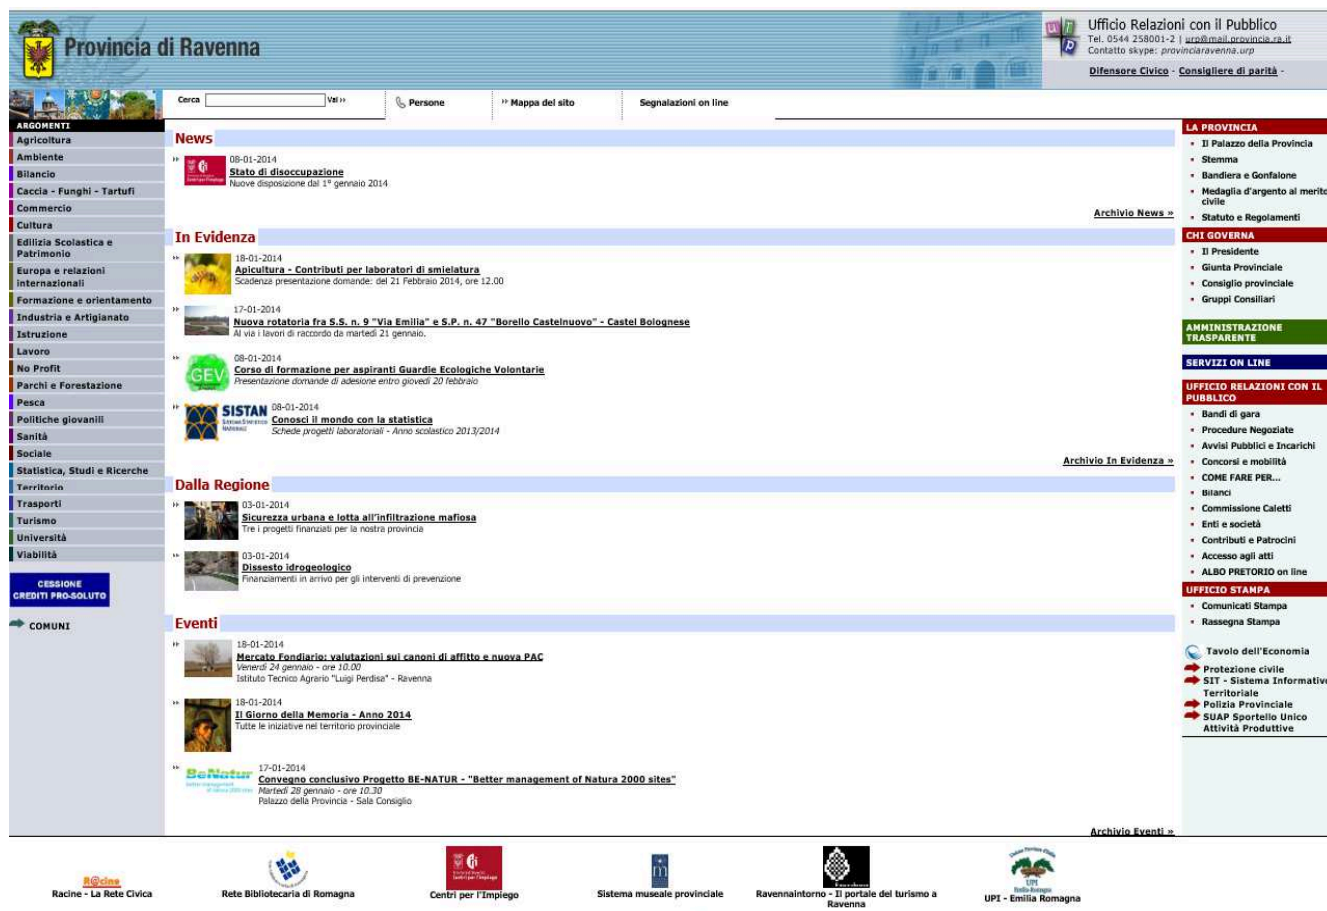 Provincia di Ravenna
urp
Ufficio Relazioni con il Pubblico
Tel. 0544 258001-2 | urp@mail.provincia.ra.it
Contatto skype: provinciaravenna.urp
Difensore Civico - Consigliere di parità -
Cerca
Vai »
Persone
» Mappa del sito
Segnalazioni on line
ARGOMENTI
Agricoltura
Ambiente
Bilancio
Caccia - Funghi - Tartufi
Commercio
Cultura
Edilizia Scolastica e
Patrimonio
Europa e relazioni
internazionali
Formazione e orientamento
Industria e Artigianato
Istruzione
Lavoro
No Profit
Parchi e Forestazione
Pesca
Politiche giovanili
Sanità
Sociale
Statistica, Studi e Ricerche
Territorio
Trasporti
Turismo
Università
Viabilità
CESSIONE
CREDITI PRO-SOLUTO
COMUNI
News
08-01-2014
Stato di disoccupazione
Nuove disposizione dal 1° gennaio 2014
Archivio News »
In Evidenza
18-01-2014
Apicultura - Contributi per laboratori di smielatura
Scadenza presentazione domande: del 21 Febbraio 2014, ore 12.00
17-01-2014
Nuova rotatoria fra S.S. n. 9 "Via Emilia" e S.P. n. 47 "Borello Castelnuovo" - Castel Bolognese
Al via i lavori di raccordo da martedì 21 gennaio.
GEV
08-01-2014
Corso di formazione per aspiranti Guardie Ecologiche Volontarie
Presentazione domande di adesione entro giovedì 20 febbraio
SISTAN
SISTEMA STATISTICO
NAZIONALE
08-01-2014
Conosci il mondo con la statistica
Schede progetti laboratoriali - Anno scolastico 2013/2014
Archivio In Evidenza »
Dalla Regione
03-01-2014
Sicurezza urbana e lotta all'infiltrazione mafiosa
Tre i progetti finanziati per la nostra provincia
03-01-2014
Dissesto idrogeologico
Finanziamenti in arrivo per gli interventi di prevenzione
Eventi
18-01-2014
Mercato Fondiario: valutazioni sui canoni di affitto e nuova PAC
Venerdì 24 gennaio - ore 10.00
Istituto Tecnico Agrario "Luigi Perdisa" - Ravenna
18-01-2014
Il Giorno della Memoria - Anno 2014
Tutte le iniziative nel territorio provinciale
BeNatur
better management
of Natura 2000 sites
17-01-2014
Convegno conclusivo Progetto BE-NATUR - "Better management of Natura 2000 sites"
Martedì 28 gennaio - ore 10.30
Palazzo della Provincia - Sala Consiglio
Archivio Eventi »
LA PROVINCIA
Il Palazzo della Provincia
Stemma
Bandiera e Gonfalone
Medaglia d'argento al merito
civile
Statuto e Regolamenti
CHI GOVERNA
Il Presidente
Giunta Provinciale
Consiglio provinciale
Gruppi Consiliari
AMMINISTRAZIONE
TRASPARENTE
SERVIZI ON LINE
UFFICIO RELAZIONI CON IL
PUBBLICO
Bandi di gara
Procedure Negoziate
Avvisi Pubblici e Incarichi
Concorsi e mobilità
COME FARE PER...
Bilanci
Commissione Caletti
Enti e società
Contributi e Patrocini
Accesso agli atti
ALBO PRETORIO on line
UFFICIO STAMPA
Comunicati Stampa
Rassegna Stampa
Tavolo dell'Economia
Protezione civile
SIT - Sistema Informativo
Territoriale
Polizia Provinciale
SUAP Sportello Unico
Attività Produttive
R@cine
Racine - La Rete Civica
Rete Bibliotecaria di Romagna
Centri per l'Impiego
Centri per l'Impiego
m
Sistema museale provinciale
Ravennaintorno - Il portale del turismo a
Ravenna
UPI
Emilia-Romagna
UPI - Emilia Romagna